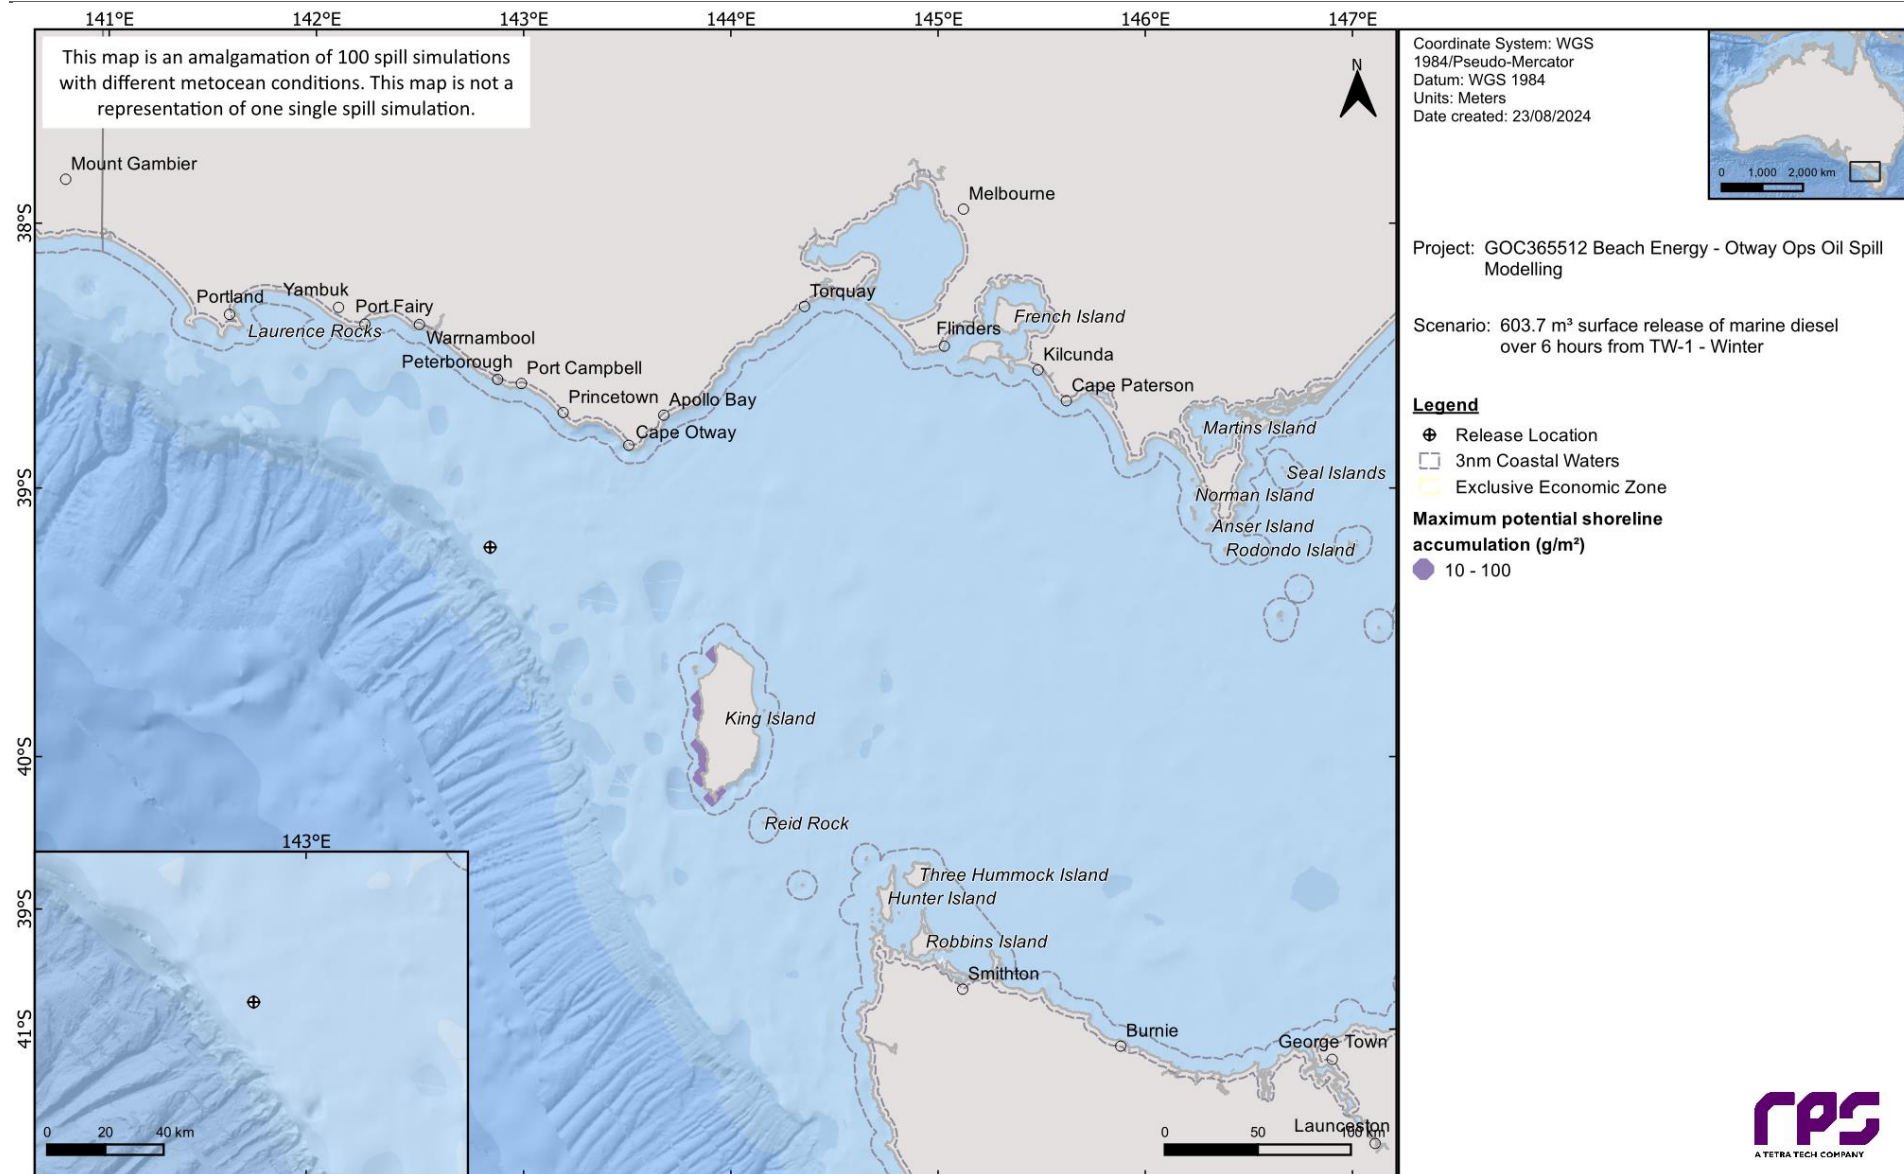 141°E
142°E
143°E
144°E
145°E
146°E
147°E
This map is an amalgamation of 100 spill simulations
with different metocean conditions. This map is not a
representation of one single spill simulation.
N
Mount Gambier
Melbourne
38°S
Portland
Yambuk
Port Fairy
Laurence Rocks
Warrnambool
Torquay
French Island
Flinders
Peterborough
Port Campbell
Kilcunda
Princetown
Apollo Bay
Cape Paterson
Cape Otway
Martins Island
Seal Islands
39°S
Norman Island
Anser Island
Rodondo Island
King Island
40°S
Reid Rock
Three Hummock Island
Hunter Island
Robbins Island
Smithton
41°S
Burnie
George Town
Launceston
0 50 100 km
143°E
39°S
0 20 40 km
Coordinate System: WGS
1984/Pseudo-Mercator
Datum: WGS 1984
Units: Meters
Date created: 23/08/2024
0 1,000 2,000 km
Project: GOC365512 Beach Energy - Otway Ops Oil Spill
Modelling
Scenario: 603.7 m³ surface release of marine diesel
over 6 hours from TW-1 - Winter
Legend
Release Location
3nm Coastal Waters
Exclusive Economic Zone
Maximum potential shoreline
accumulation (g/m²)
10 - 100
rps
A TETRA TECH COMPANY